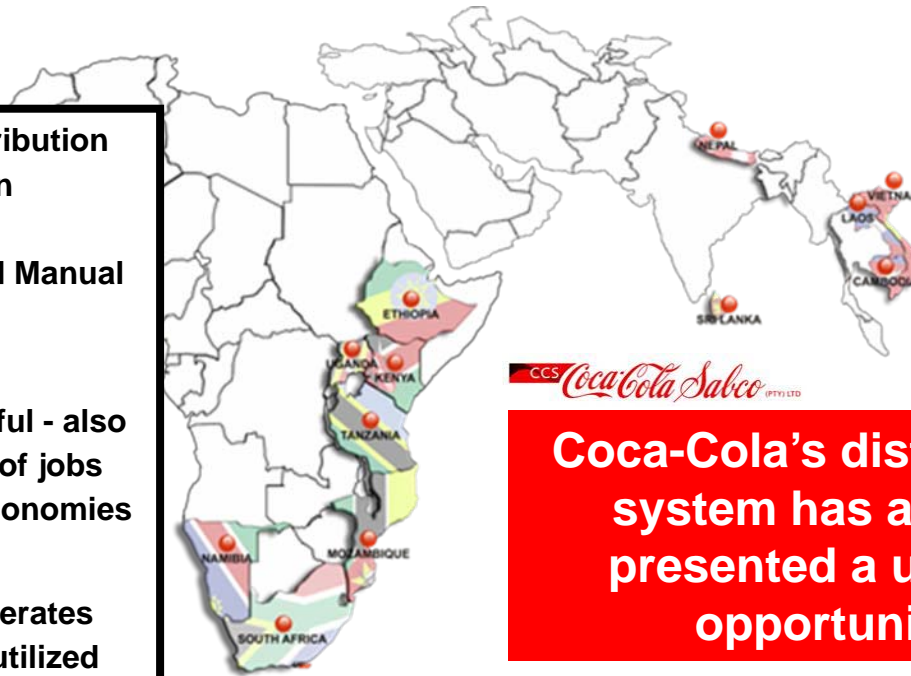 ribution
n
l Manual
ful - also
of jobs
onomies
erates
utilized
NEPAL
VIETNA
LAOS
CAMBODIA
SRI LANKA
ETHIOPIA
UGANDA
KENYA
TANZANIA
NAMIBIA
MOZAMBIQUE
SOUTH AFRICA
CCS Coca-Cola Sabco (PTY) LTD
Coca-Cola’s dis
system has a
presented a u
opportuni